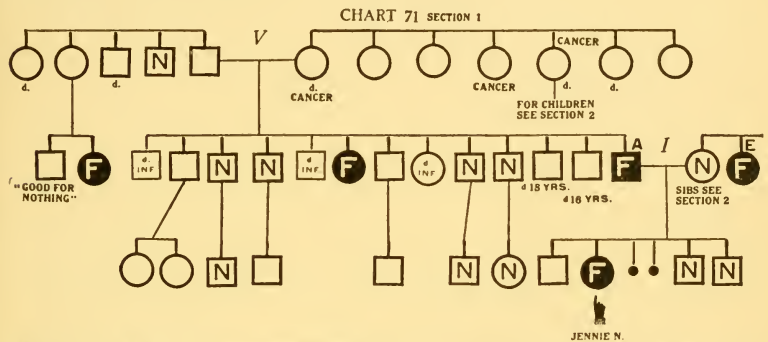 CHART 71 SECTION 1
V
CANCER
N
d.
d.
d.
CANCER
CANCER
d.
d.
FOR CHILDREN
SEE SECTION 2
A
I
E
F
d.
INF.
N
N
d
INF.
F
d
INF
N
N
F
N
F
"GOOD FOR
NOTHING"
d 18 YRS.
d 16 YRS.
SIBS SEE
SECTION 2
N
N
N
F
N
N
JENNIE N.